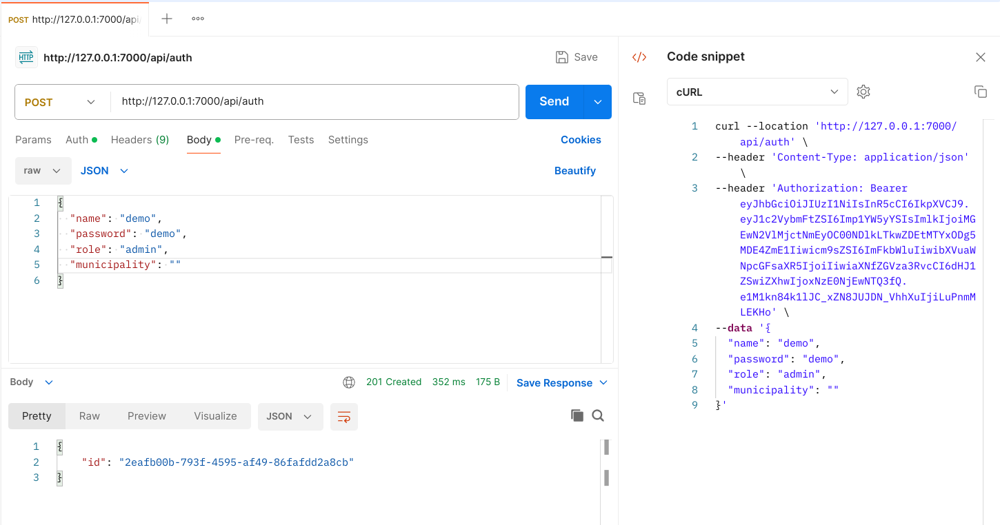 POST http://127.0.0.1:7000/api/
HTTP http://127.0.0.1:7000/api/auth
Save
POST http://127.0.0.1:7000/api/auth
Send
Params Auth Headers (9) Body Pre-req. Tests Settings
Cookies
raw JSON
Beautify
1 {
2 "name": "demo",
3 "password": "demo",
4 "role": "admin",
5 "municipality": ""
6 }
Body
201 Created 352 ms 175 B
Save Response
Pretty Raw Preview Visualize JSON
1 {
2 "id": "2eafb00b-793f-4595-af49-86fafdd2a8cb"
3 }
</> Code snippet
cURL
1 curl --location 'http://127.0.0.1:7000/
api/auth' \
2 --header 'Content-Type: application/json'
\
3 --header 'Authorization: Bearer
eyJhbGciOiJIUzI1NiIsInR5cCI6IkpXVCJ9.
eyJ1c2VybmFtZSI6Imp1YW5yYSIsImlkIjoiMG
EwN2VlMjctNmEyOC00NDlkLTkwZDEtMTYxODg5
MDE4ZmE1Iiwicm9sZSI6ImFkbWluIiwibXVuaW
NpcGFsaXR5IjoiIiwiaXNfZGVza3RvcCI6dHJ1
ZSwiZXhwIjoxNzE0NjEwNTQ3fQ.
e1M1kn84k1lJC_xZN8JUJDN_VhhXuIjiLuPnmM
LEKHo' \
4 --data '{
5 "name": "demo",
6 "password": "demo",
7 "role": "admin",
8 "municipality": ""
9 }'